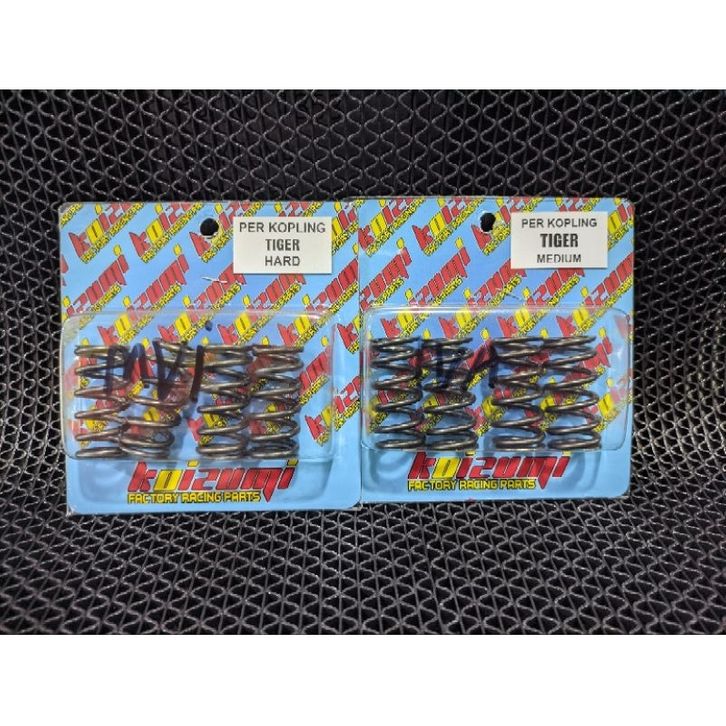 PER KOPLING
TIGER
HARD
koizumi
FACTORY RACING PARTS
PER KOPLING
TIGER
MEDIUM
koizumi
FACTORY RACING PARTS